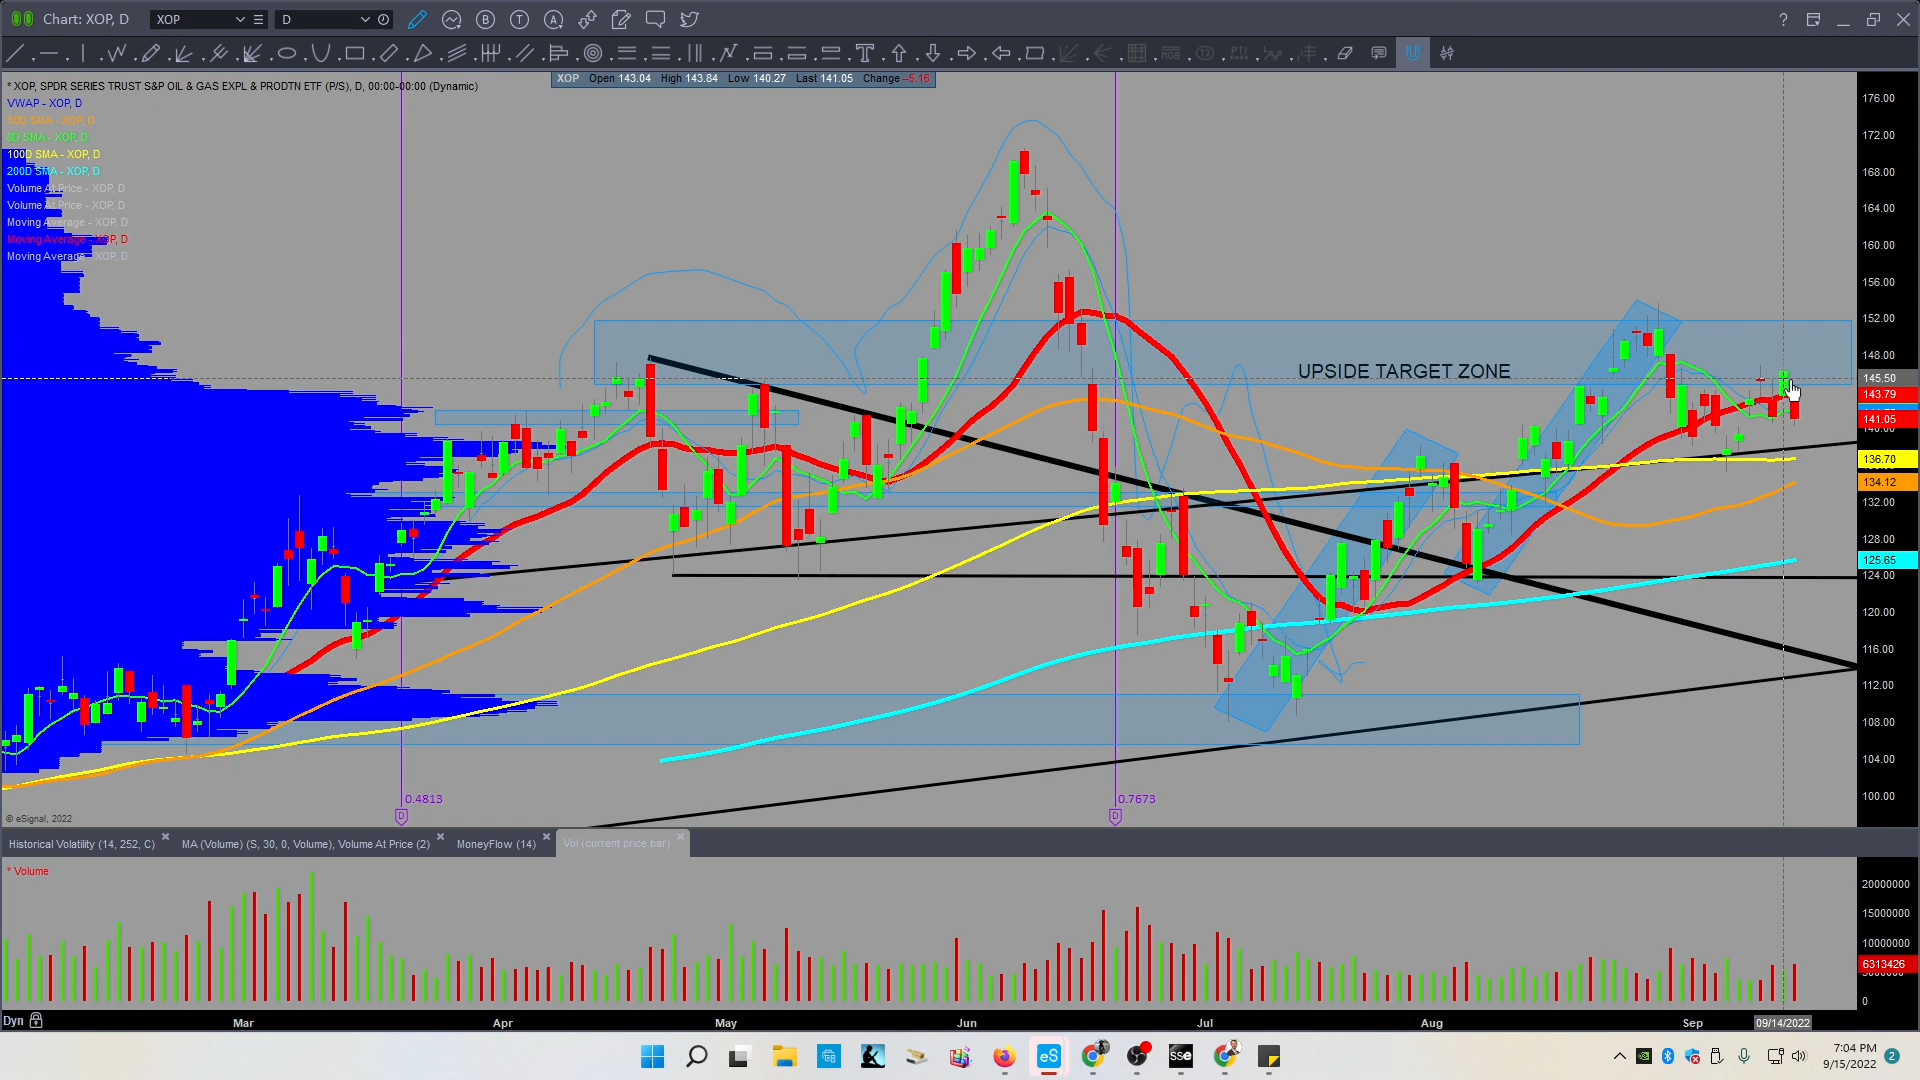 Chart: XOP, D
XOP
D
B
T
A
?
XOP Open 143.04 High 143.84 Low 140.27 Last 141.05 Change -5.16
* XOP, SPDR SERIES TRUST S&P OIL & GAS EXPL & PRODTN ETF (P/S), D, 00:00-00:00 (Dynamic)
VWAP - XOP, D
50D SMA - XOP, D
8D SMA - XOP, D
100D SMA - XOP, D
200D SMA - XOP, D
Volume At Price - XOP, D
Volume At Price - XOP, D
Moving Average - XOP, D
Moving Average - XOP, D
Moving Average - XOP, D
UPSIDE TARGET ZONE
176.00
172.00
168.00
164.00
160.00
156.00
152.00
148.00
145.50
143.79
141.05
140.00
136.70
134.12
132.00
128.00
125.65
124.00
120.00
116.00
112.00
108.00
104.00
100.00
0.4813
D
0.7673
D
© eSignal, 2022
Historical Volatility (14, 252, C)
MA (Volume) (S, 30, 0, Volume), Volume At Price (2)
MoneyFlow (14)
Vol (current price bar)
* Volume
20000000
15000000
10000000
6313426
0
Dyn
Mar
Apr
May
Jun
Jul
Aug
Sep
09/14/2022
eS
SSe
7:04 PM
9/15/2022
2